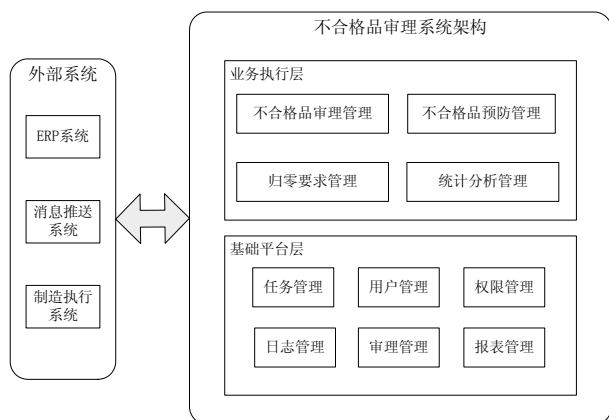 不合格品审理系统架构
外部系统
ERP系统
消息推送
系统
制造执行
系统
业务执行层
不合格品审理管理
不合格品预防管理
归零要求管理
统计分析管理
基础平台层
任务管理
用户管理
权限管理
日志管理
审理管理
报表管理